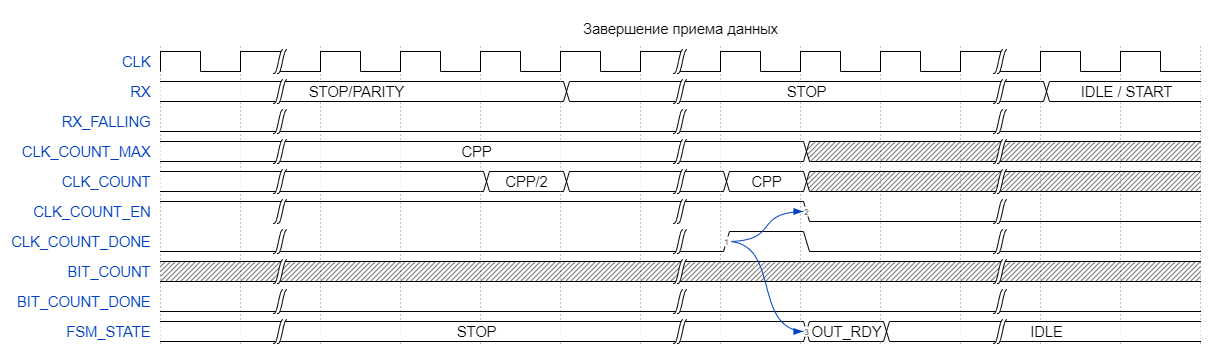 Завершение приема данных
CLK
RX STOP/PARITY STOP IDLE / START
RX_FALLING
CLK_COUNT_MAX CPP
CLK_COUNT CPP/2 CPP
CLK_COUNT_EN 2
CLK_COUNT_DONE 1
BIT_COUNT
BIT_COUNT_DONE
FSM_STATE STOP 3 OUT_RDY IDLE